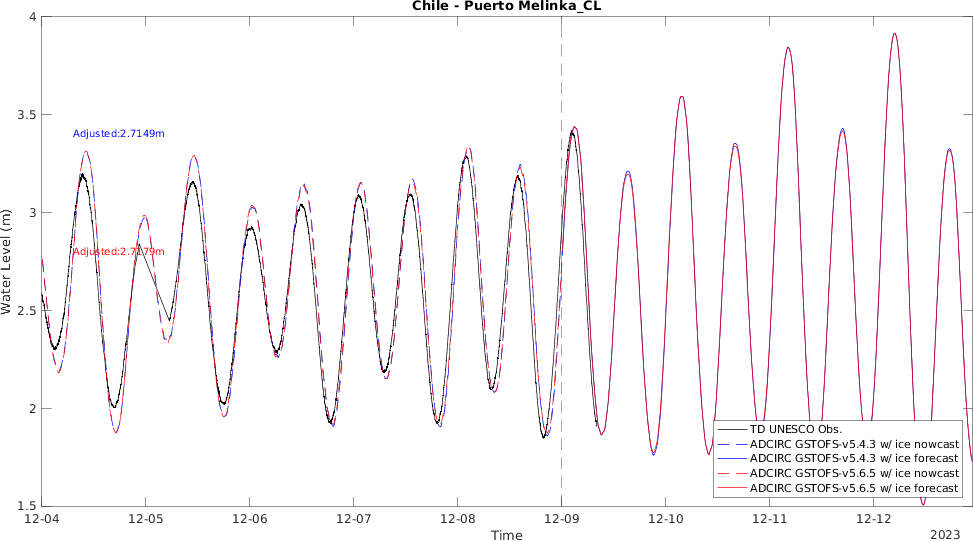 Chile - Puerto Melinka_CL
4
3.5
3
2.5
2
1.5
Water Level (m)
Adjusted:2.7149m
Adjusted:2.7179m
TD UNESCO Obs.
ADCIRC GSTOFS-v5.4.3 w/ ice nowcast
ADCIRC GSTOFS-v5.4.3 w/ ice forecast
ADCIRC GSTOFS-v5.6.5 w/ ice nowcast
ADCIRC GSTOFS-v5.6.5 w/ ice forecast
12-04 12-05 12-06 12-07 12-08 12-09 12-10 12-11 12-12
Time
2023